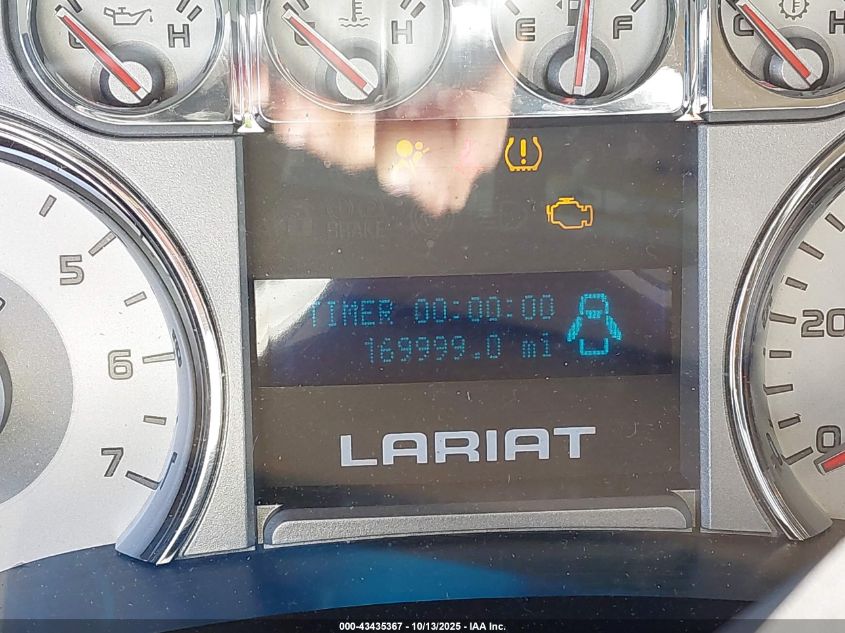 C H
C H
E F
C H
BRAKE
5
6
7
20
0
TIMER 00:00:00
169999.0 mi
LARIAT
000-43435367 • 10/13/2025 • IAA Inc.